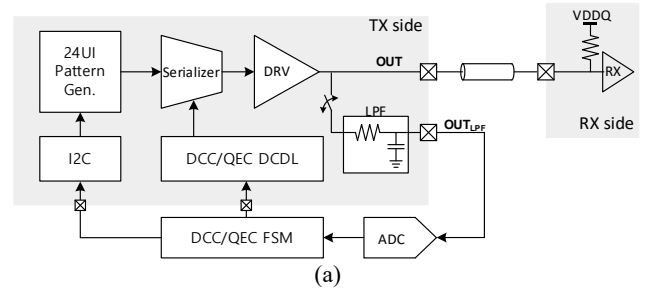 TX side
VDDQ
24UI
Pattern
Gen.
Serializer
DRV
OUT
RX
LPF
OUTLPF
RX side
I2C
DCC/QEC DCDL
DCC/QEC FSM
ADC
(a)